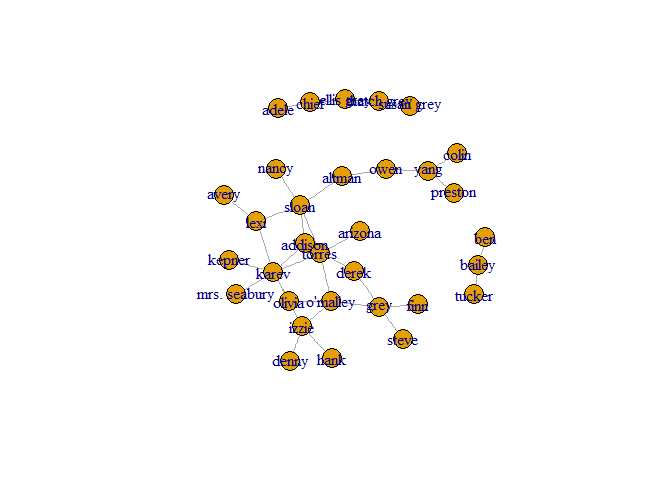 adele
chief
ellis grey
thatch grey
susan grey
colin
nancy
owen
yang
altman
preston
avery
sloan
lexi
arizona
ben
addison
torres
kepner
karev
derek
bailey
mrs. seabury
olivia
o'malley
grey
finn
tucker
izzie
steve
denny
hank